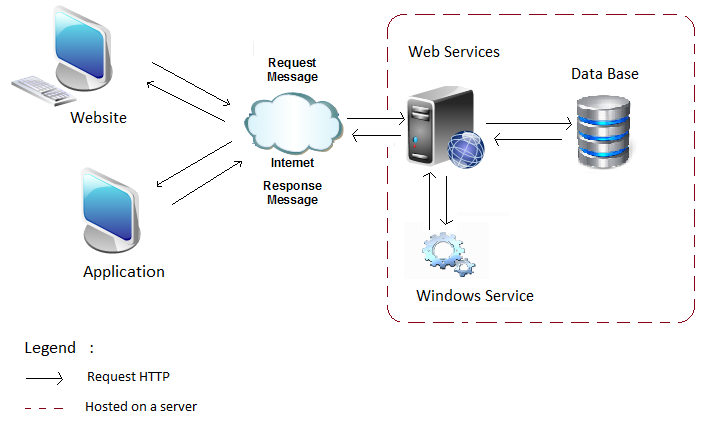 Request
Message
Web Services
Data Base
Website
Internet
Response
Message
Application
Windows Service
Legend :
Request HTTP
Hosted on a server